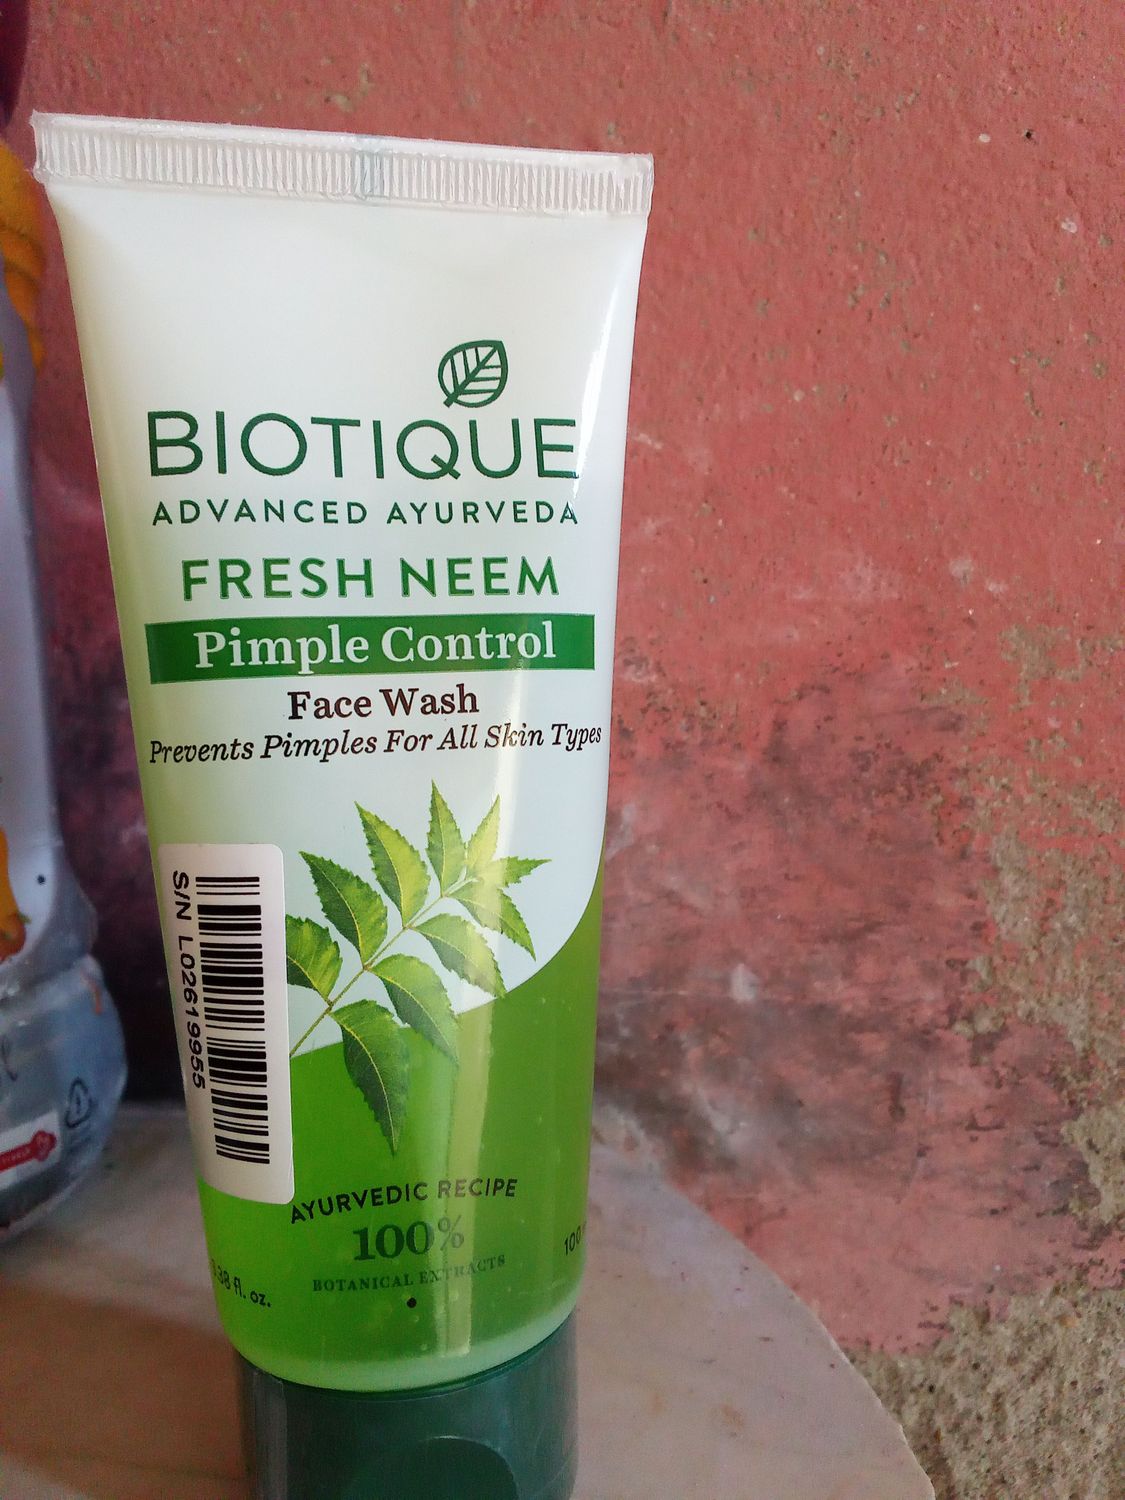 BIOTIQUE
ADVANCED AYURVEDA
FRESH NEEM
Pimple Control
Face Wash
Prevents Pimples For All Skin Types
S/N L02619955
AYURVEDIC RECIPE
100%
BOTANICAL EXTRACTS
fl. oz.
100